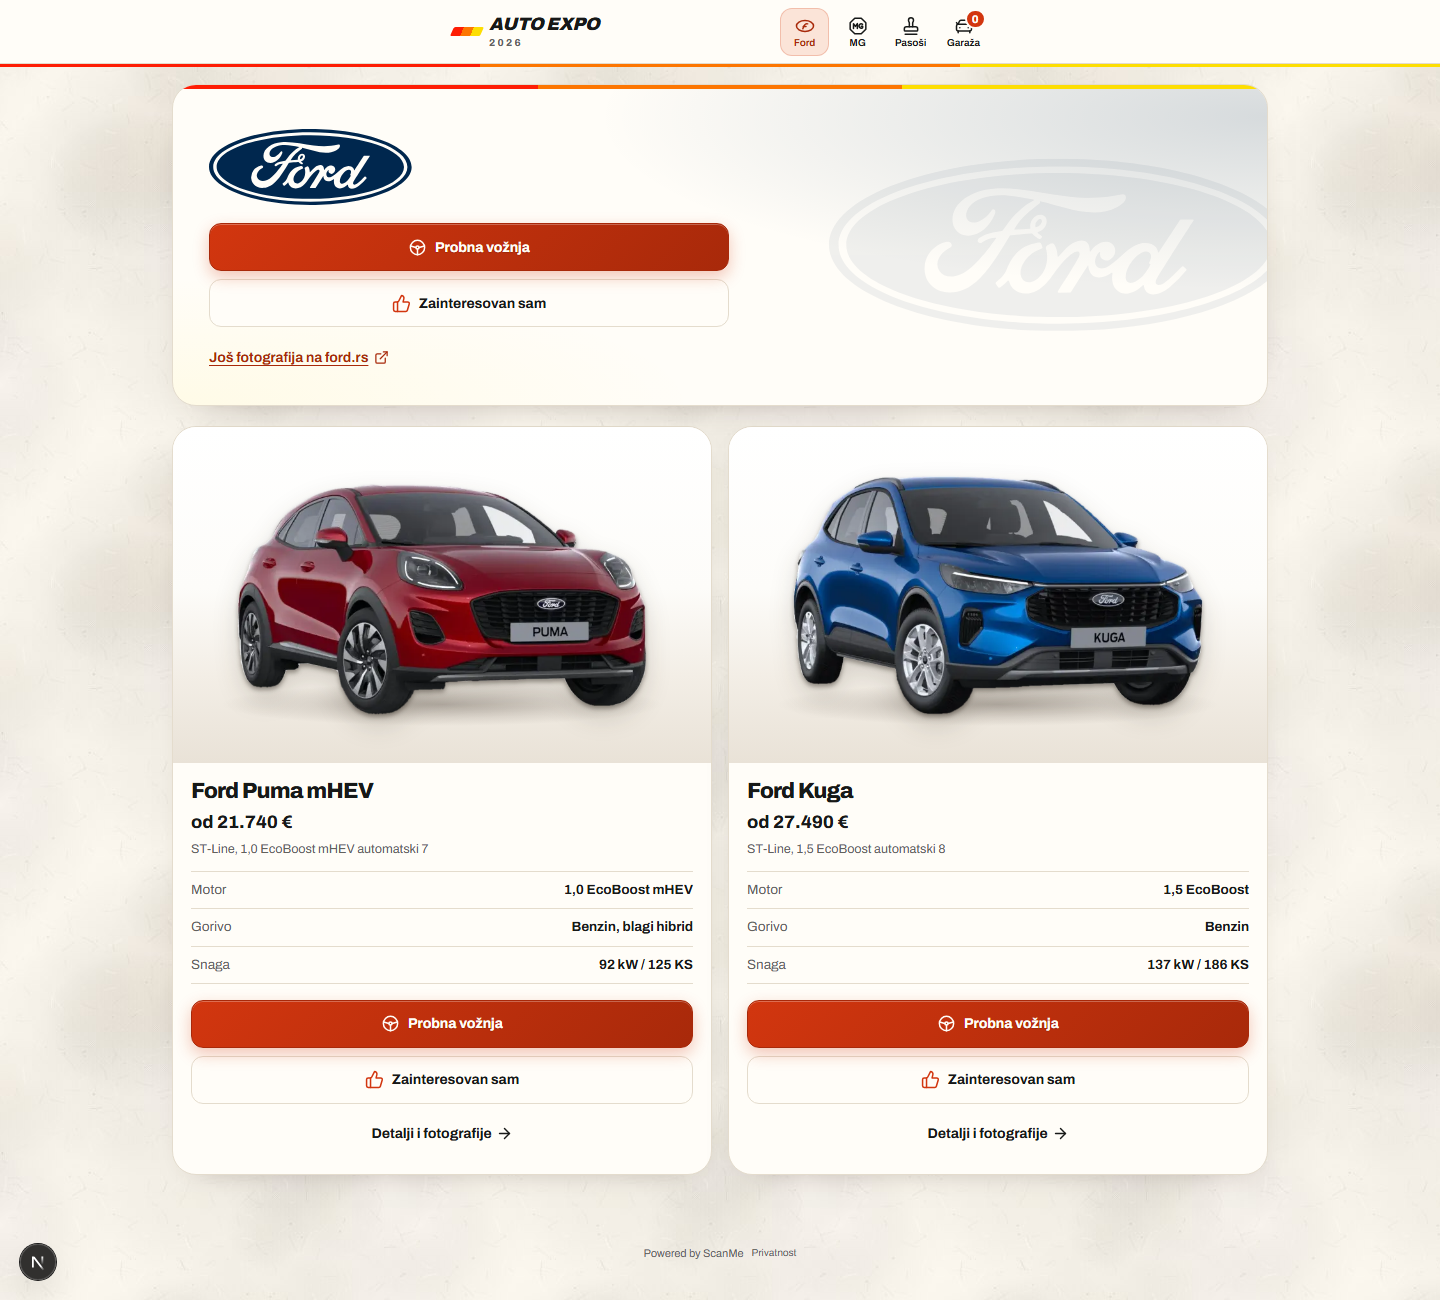 AUTO EXPO
2026
Ford
MG
MG
Pasoši
0
Garaža
Ford
Ford
Probna vožnja
Zainteresovan sam
Još fotografija na ford.rs
Ford
PUMA
Ford
KUGA
Ford Puma mHEV
od 21.740 €
ST-Line, 1,0 EcoBoost mHEV automatski 7
Motor 1,0 EcoBoost mHEV
Gorivo Benzin, blagi hibrid
Snaga 92 kW / 125 KS
Probna vožnja
Zainteresovan sam
Detalji i fotografije
Ford Kuga
od 27.490 €
ST-Line, 1,5 EcoBoost automatski 8
Motor 1,5 EcoBoost
Gorivo Benzin
Snaga 137 kW / 186 KS
Probna vožnja
Zainteresovan sam
Detalji i fotografije
Powered by ScanMe Privatnost
N